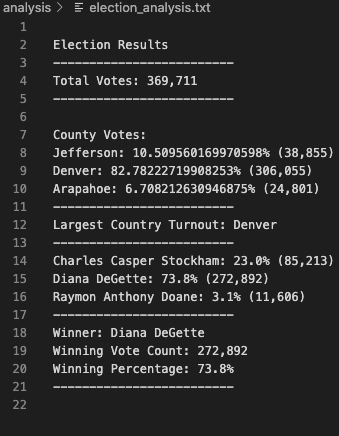 analysis > election_analysis.txt
1
2 Election Results
3 -------------------------
4 Total Votes: 369,711
5 -------------------------
6
7 County Votes:
8 Jefferson: 10.509560169970598% (38,855)
9 Denver: 82.78222719908253% (306,055)
10 Arapahoe: 6.708212630946875% (24,801)
11 -------------------------
12 Largest Country Turnout: Denver
13 -------------------------
14 Charles Casper Stockham: 23.0% (85,213)
15 Diana DeGette: 73.8% (272,892)
16 Raymon Anthony Doane: 3.1% (11,606)
17 -------------------------
18 Winner: Diana DeGette
19 Winning Vote Count: 272,892
20 Winning Percentage: 73.8%
21 -------------------------
22